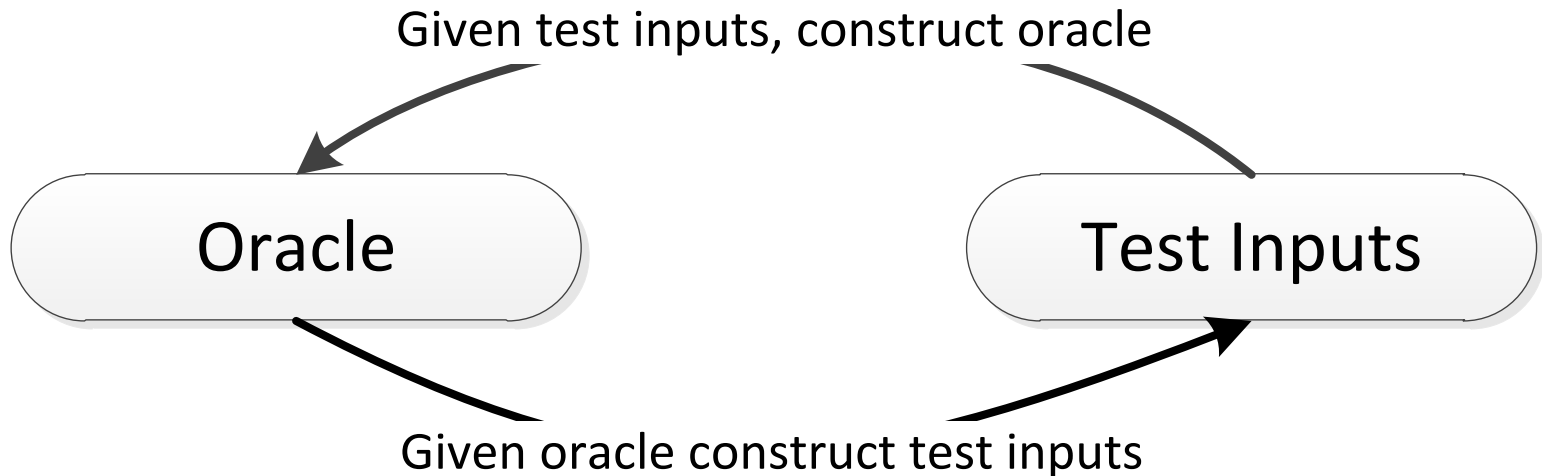 Given test inputs, construct oracle
Oracle
Test Inputs
Given oracle construct test inputs